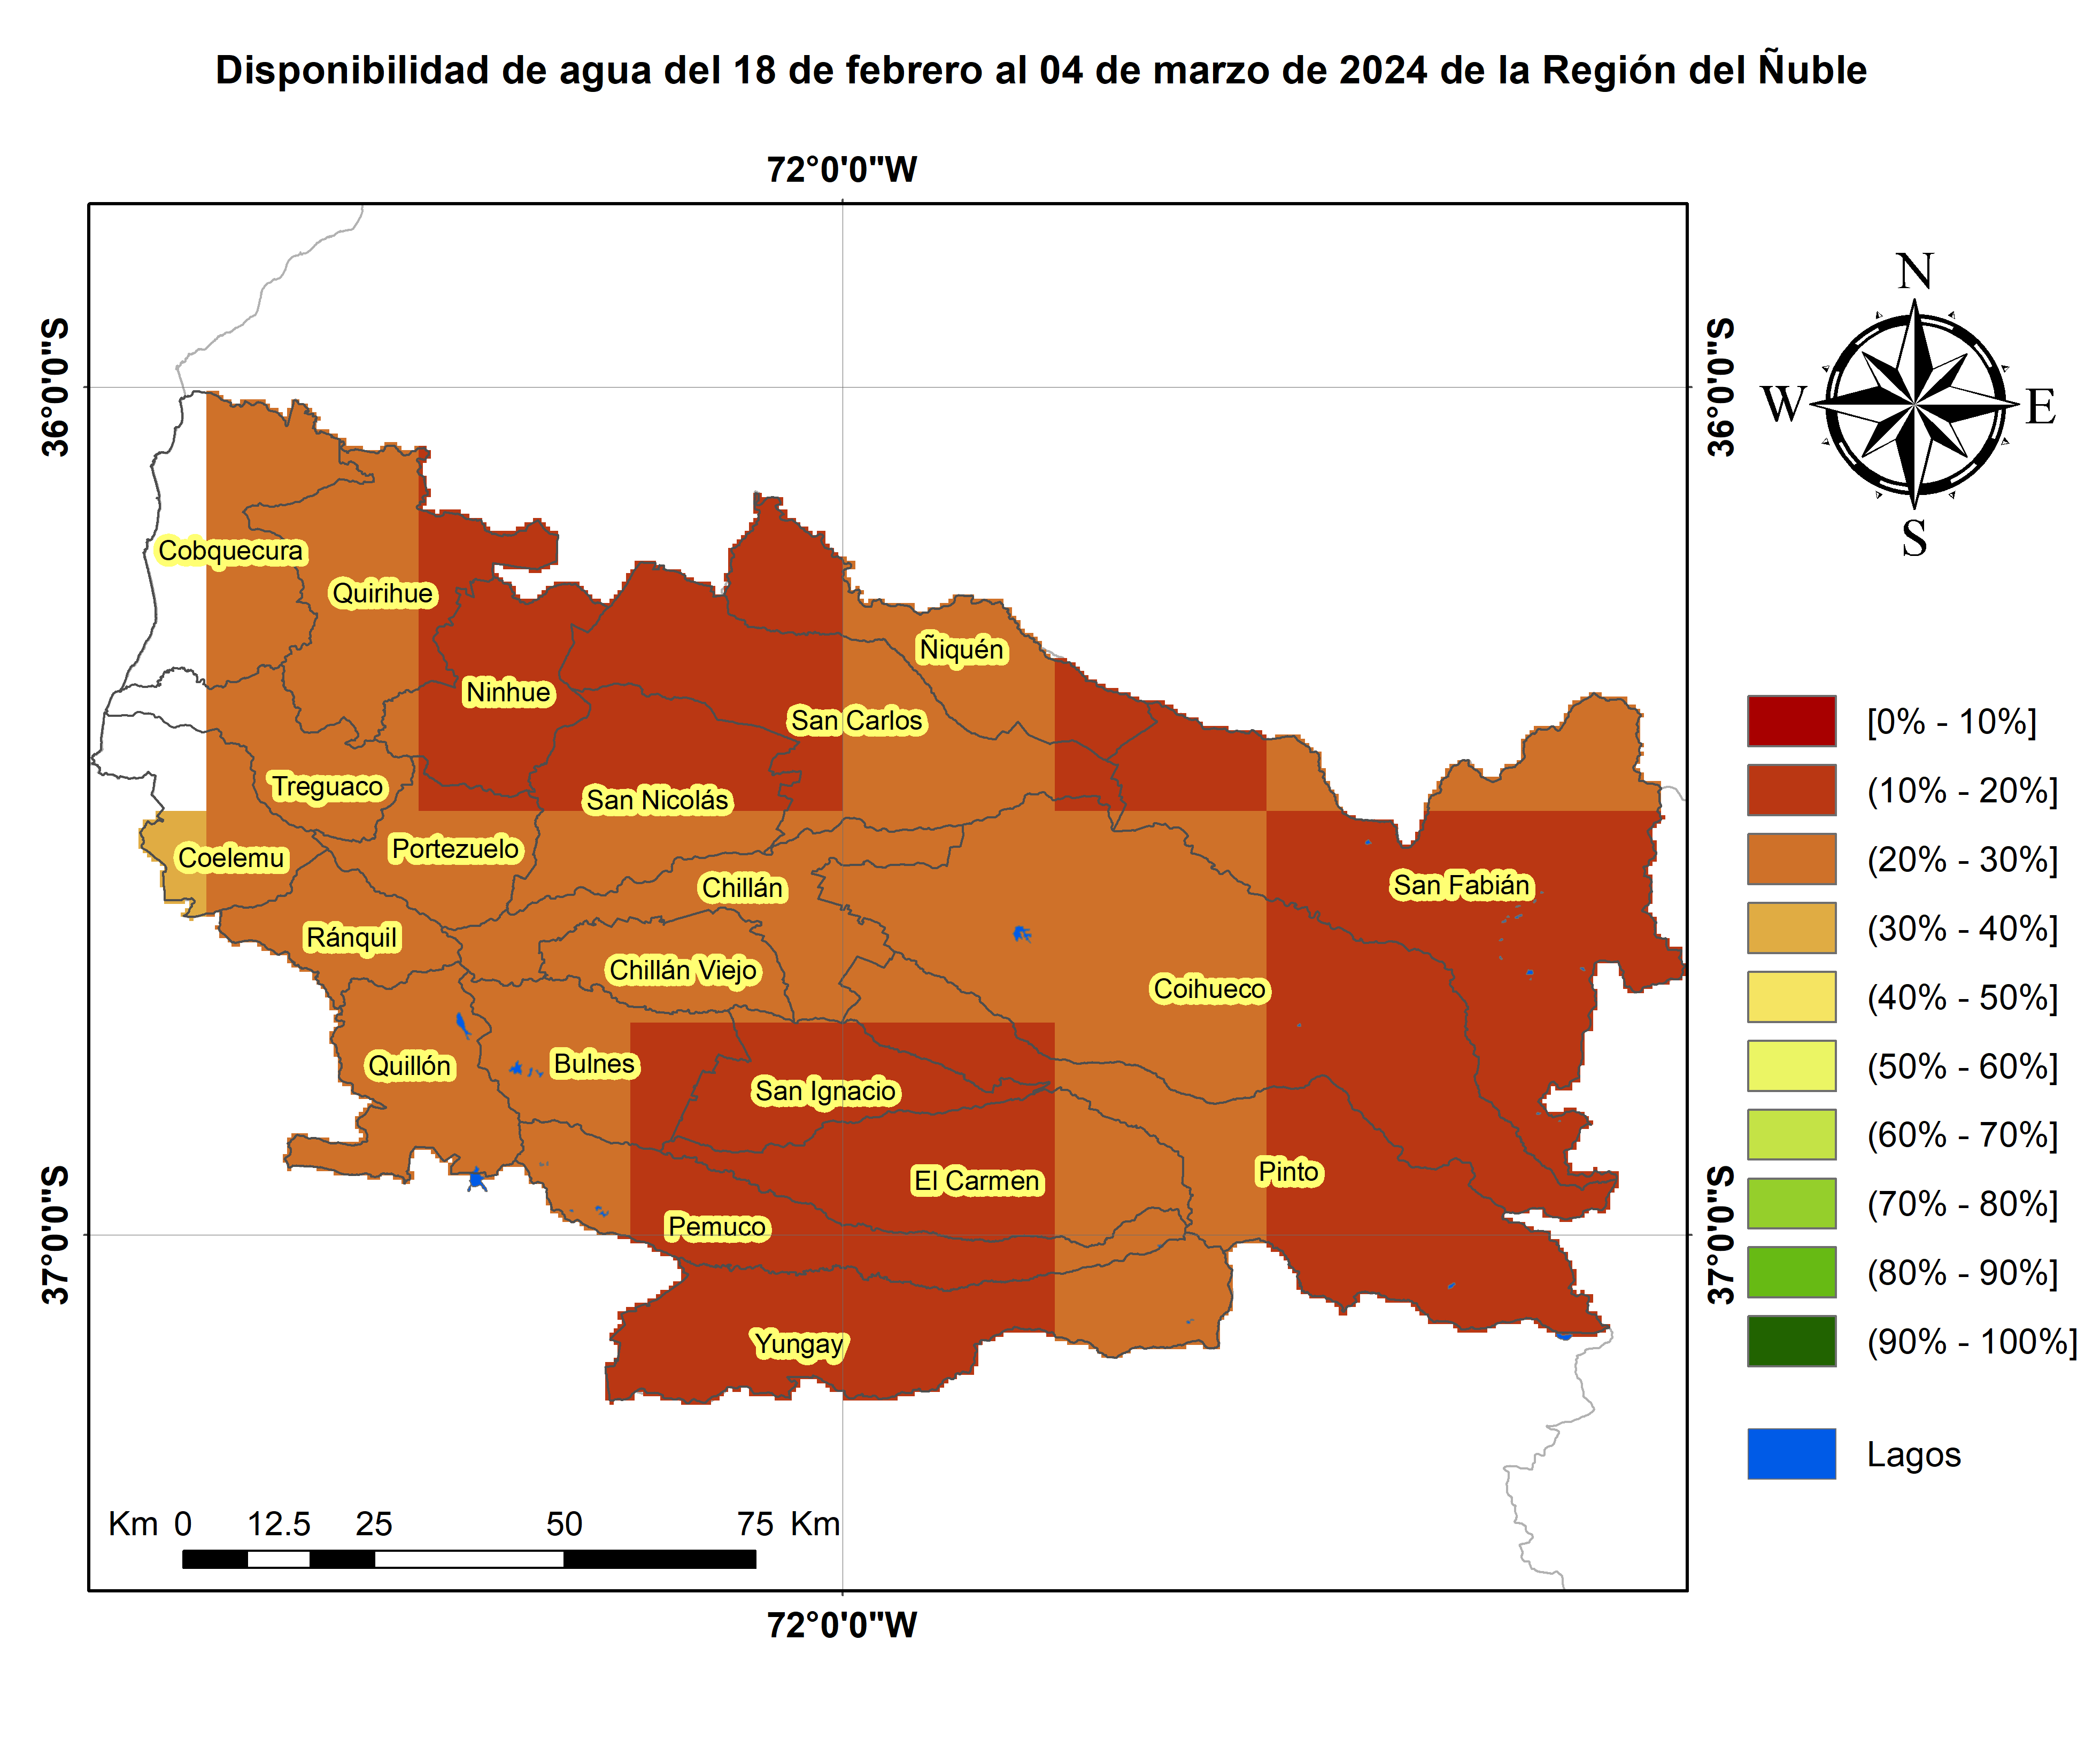 Disponibilidad de agua del 18 de febrero al 04 de marzo de 2024 de la Región del Ñuble
72°0'0"W
36°0'0"S
36°0'0"S
N
W
E
S
Cobquecura
Quirihue
Ñiquén
Ninhue
San Carlos
Treguaco
San Nicolás
Portezuelo
Coelemu
Chillán
San Fabián
Ránquil
Chillán Viejo
Coihueco
Quillón
Bulnes
San Ignacio
El Carmen
Pinto
Pemuco
Yungay
37°0'0"S
37°0'0"S
[0% - 10%]
(10% - 20%]
(20% - 30%]
(30% - 40%]
(40% - 50%]
(50% - 60%]
(60% - 70%]
(70% - 80%]
(80% - 90%]
(90% - 100%]
Lagos
Km 0 12.5 25 50 75 Km
72°0'0"W